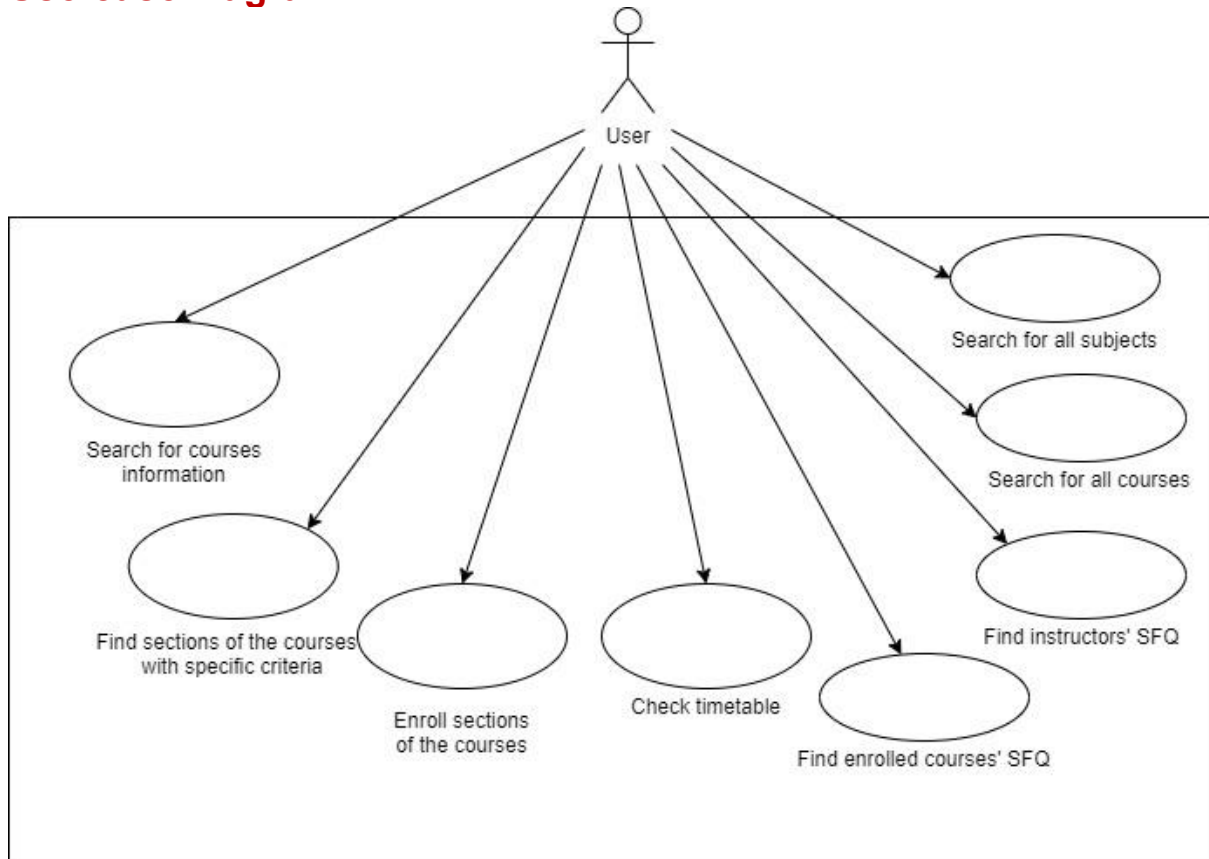 User
Search for all subjects
Search for courses
information
Search for all courses
Find sections of the courses
with specific criteria
Find instructors' SFQ
Enroll sections
of the courses
Check timetable
Find enrolled courses' SFQ